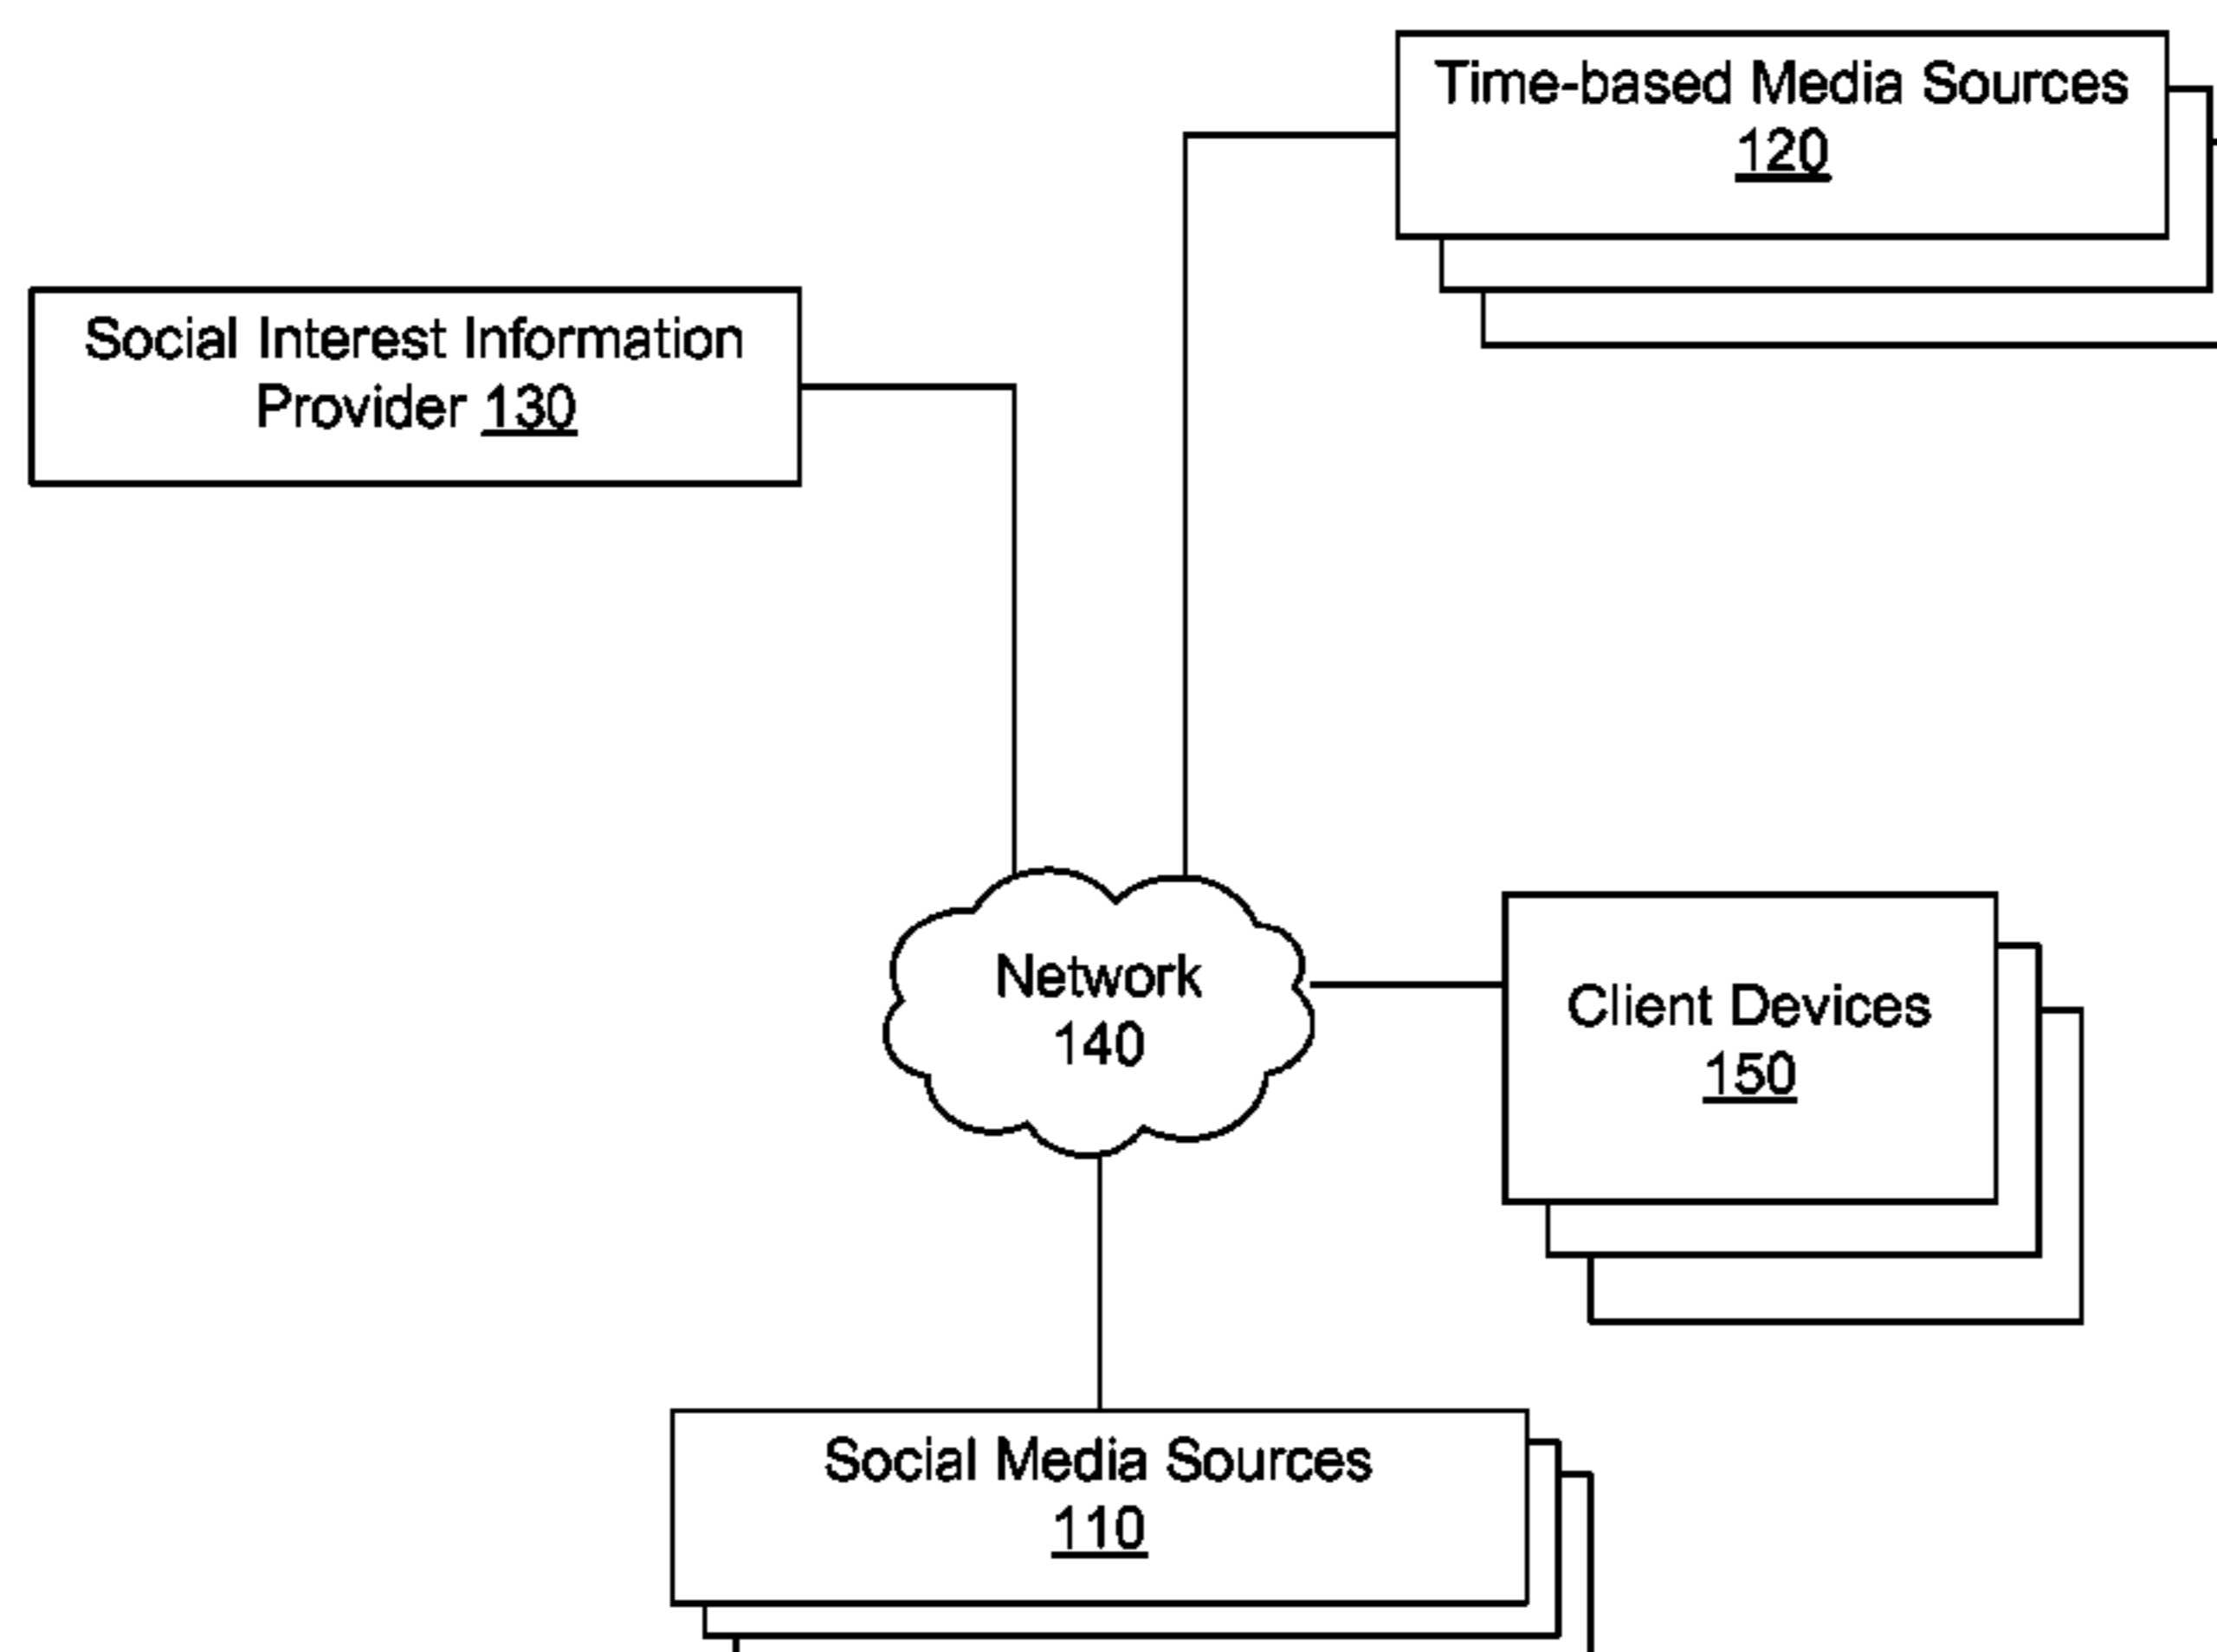 Time-based Media Sources
120
Social Interest Information
Provider 130
Network
140
Client Devices
150
Social Media Sources
110